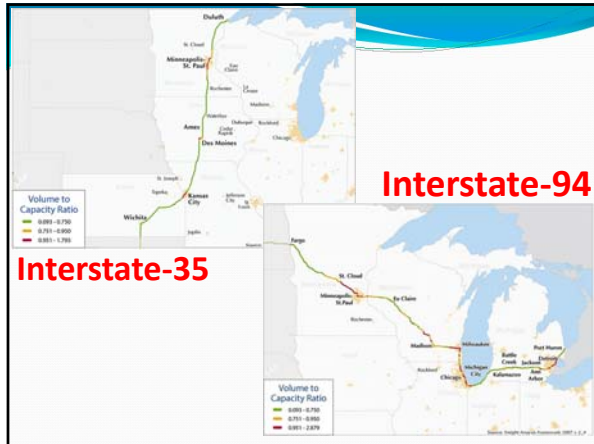 Duluth
St. Cloud
Minneapolis-
St. Paul
Eau
Claire
Rochester
La
Crosse
Madison
Waterloo
Dubuque
Rockford
Ames
Cedar
Rapids
Chicago
Des Moines
St. Joseph
Topeka
Kansas
City
Jefferson
City
St.
Louis
Wichita
Joplin
Volume to
Capacity Ratio
0.093 - 0.750
0.751 - 0.950
0.951 - 1.793
Interstate-35
Interstate-94
Fargo
St. Cloud
Minneapolis-
St.Paul
Eau Claire
Rochester
Madison
Milwaukee
Rockford
Chicago
Michigan
City
Kalamazoo
Battle
Creek
Jackson
Ann
Arbor
Detroit
Port Huron
Volume to
Capacity Ratio
0.093 - 0.750
0.751 - 0.950
0.951 - 2.879